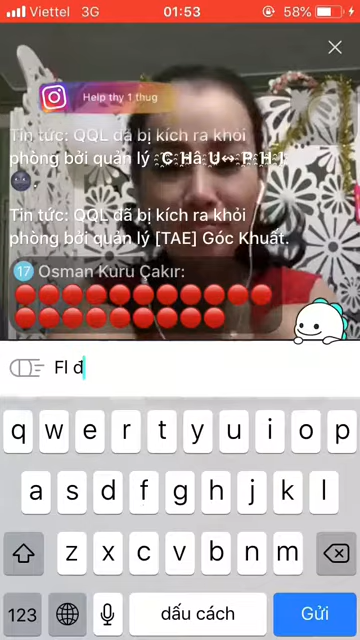 Viettel 3G 01:53 58%
Help thy 1 thug
Tin tức: QQL đã bị kích ra khỏi
phòng bởi quản lý
Tin tức: QQL đã bị kích ra khỏi
phòng bởi quản lý [TAE] Góc Khuất.
17 Osman Kuru Çakır:
Fl đ
q w e r t y u i o p
a s d f g h j k l
z x c v b n m
123 dấu cách Gửi